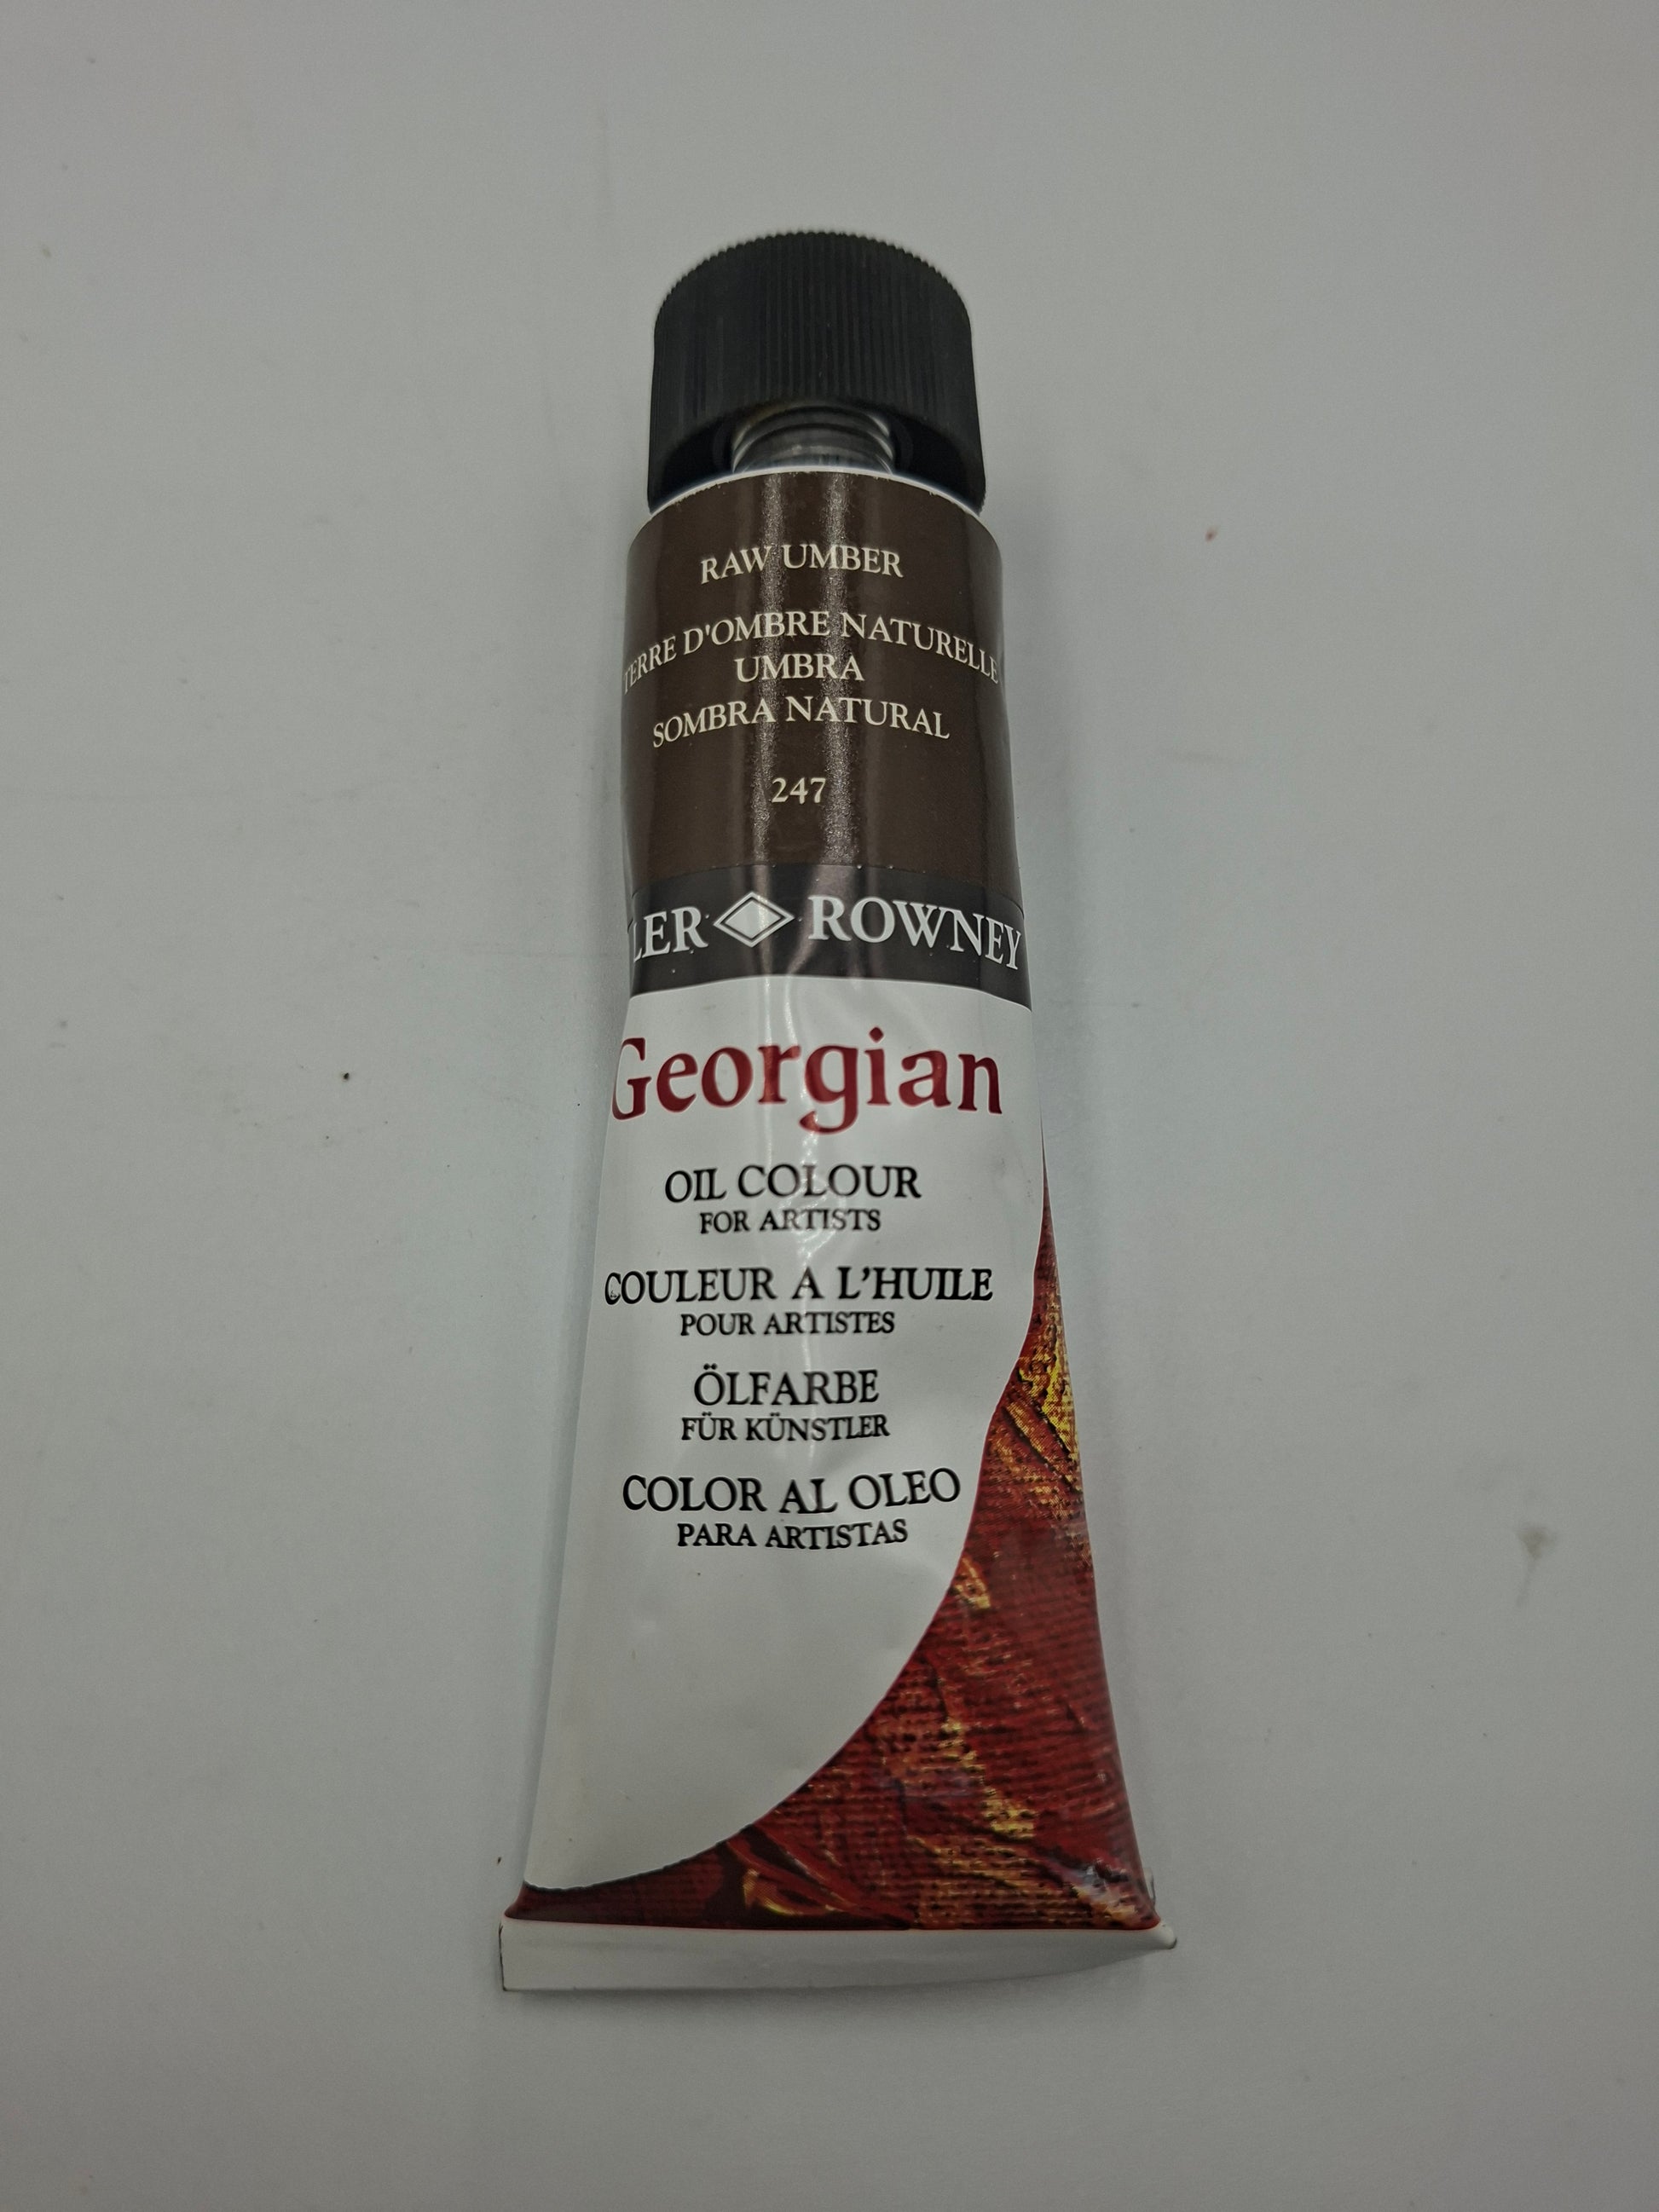 RAW UMBER
TERRE D'OMBRE NATURELLE
UMBRA
SOMBRA NATURAL
247
LER ROWNEY
Georgian
OIL COLOUR
FOR ARTISTS
COULEUR A L'HUILE
POUR ARTISTES
ÖLFARBE
FÜR KÜNSTLER
COLOR AL OLEO
PARA ARTISTAS